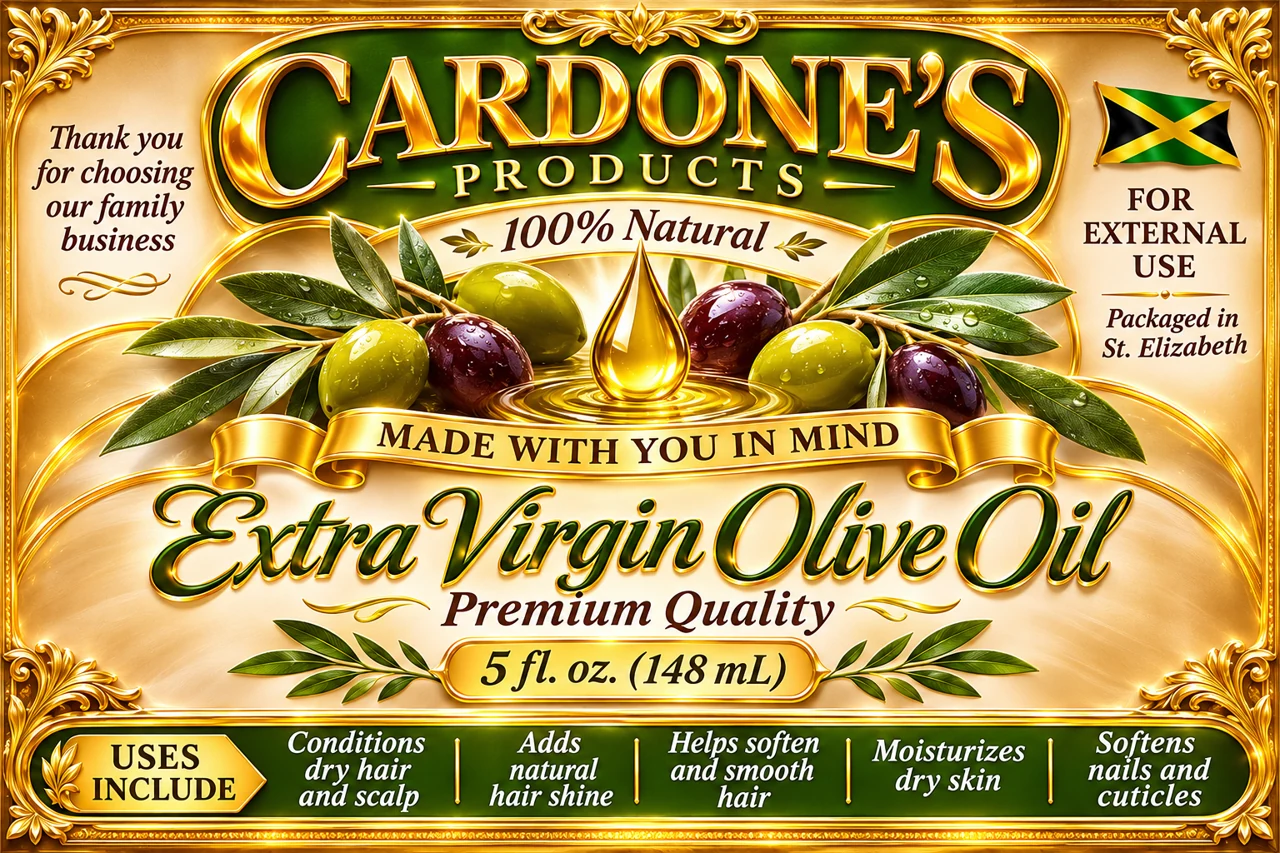 CARDONE'S
PRODUCTS
100% Natural
Thank you
for choosing
our family
business
FOR
EXTERNAL
USE
Packaged in
St. Elizabeth
MADE WITH YOU IN MIND
Extra Virgin Olive Oil
Premium Quality
5 fl. oz. (148 mL)
USES
INCLUDE
Conditions
dry hair
and scalp
Adds
natural
hair shine
Helps soften
and smooth
hair
Moisturizes
dry skin
Softens
nails and
cuticles